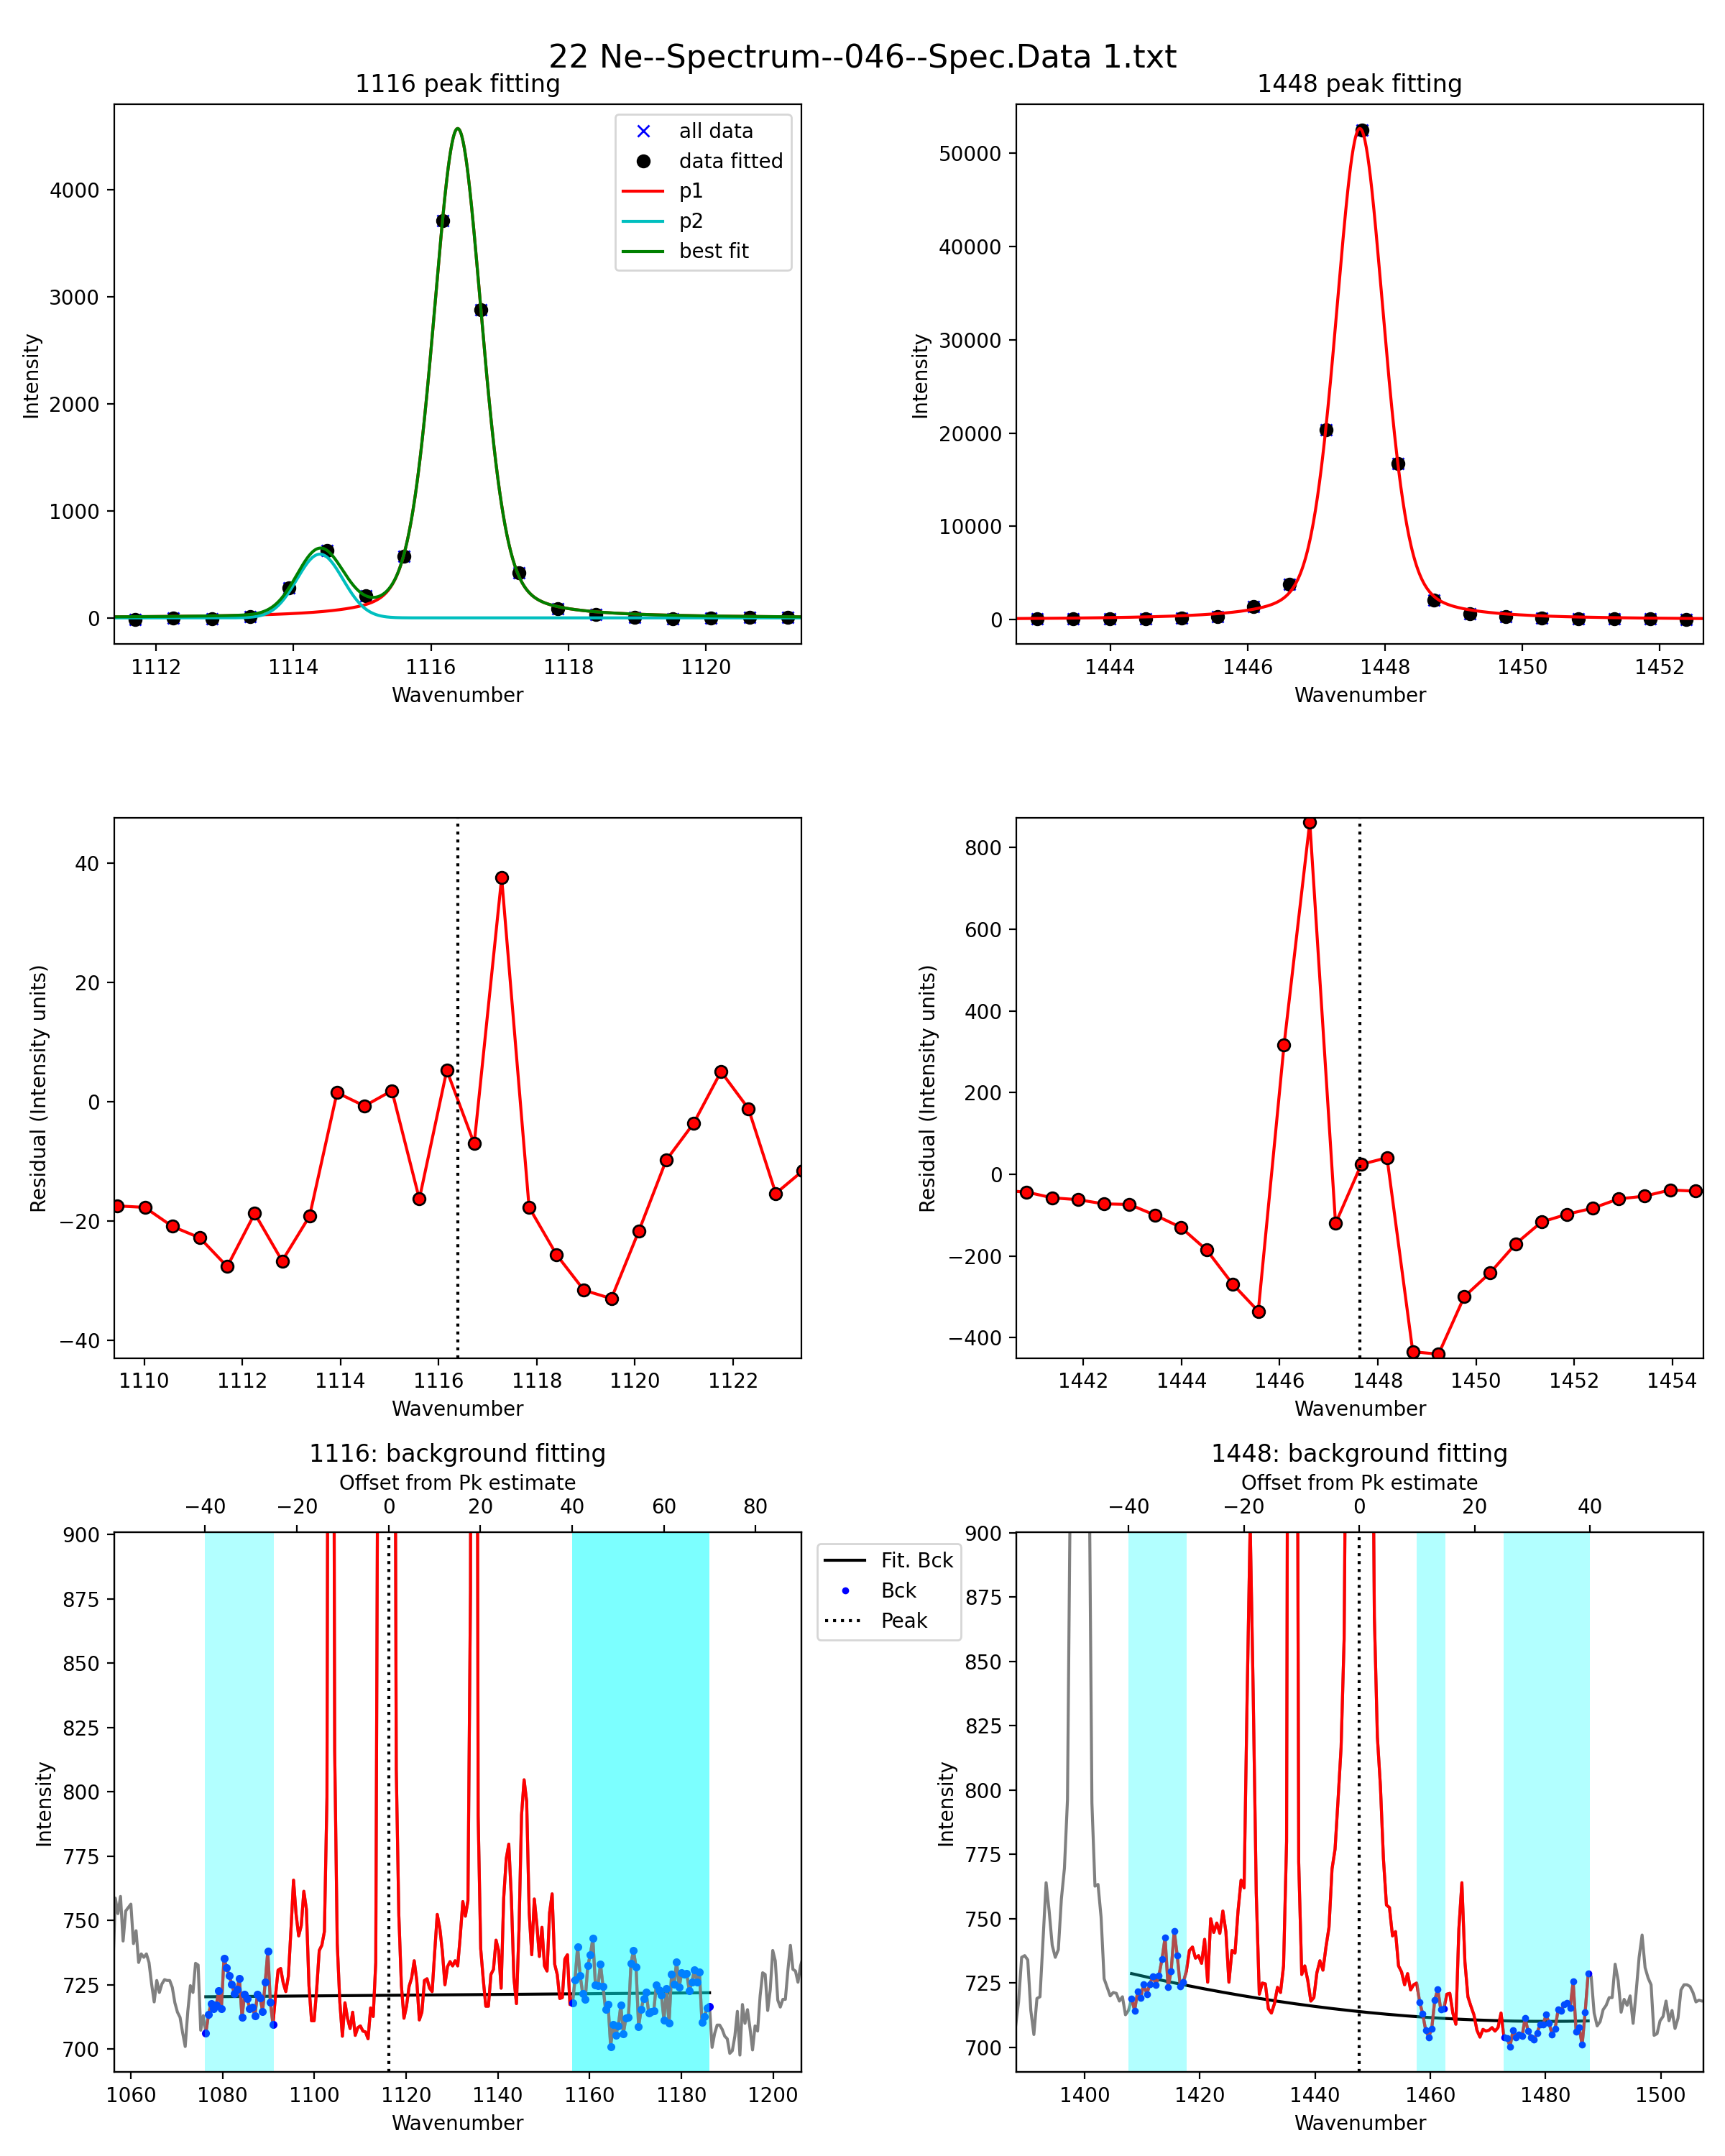 22 Ne--Spectrum--046--Spec.Data 1.txt
1116 peak fitting
all data
data fitted
p1
p2
best fit
4000
3000
2000
1000
0
Intensity
1112 1114 1116 1118 1120
Wavenumber
1448 peak fitting
50000
40000
30000
20000
10000
0
Intensity
1444 1446 1448 1450 1452
Wavenumber
40
20
0
−20
−40
Residual (Intensity units)
1110 1112 1114 1116 1118 1120 1122
Wavenumber
800
600
400
200
0
−200
−400
Residual (Intensity units)
1442 1444 1446 1448 1450 1452 1454
Wavenumber
1116: background fitting
Offset from Pk estimate
−40 −20 0 20 40 60 80
900
875
850
825
800
775
750
725
700
Intensity
1060 1080 1100 1120 1140 1160 1180 1200
Wavenumber
Fit. Bck
Bck
Peak
1448: background fitting
Offset from Pk estimate
−40 −20 0 20 40
900
875
850
825
800
775
750
725
700
Intensity
1400 1420 1440 1460 1480 1500
Wavenumber